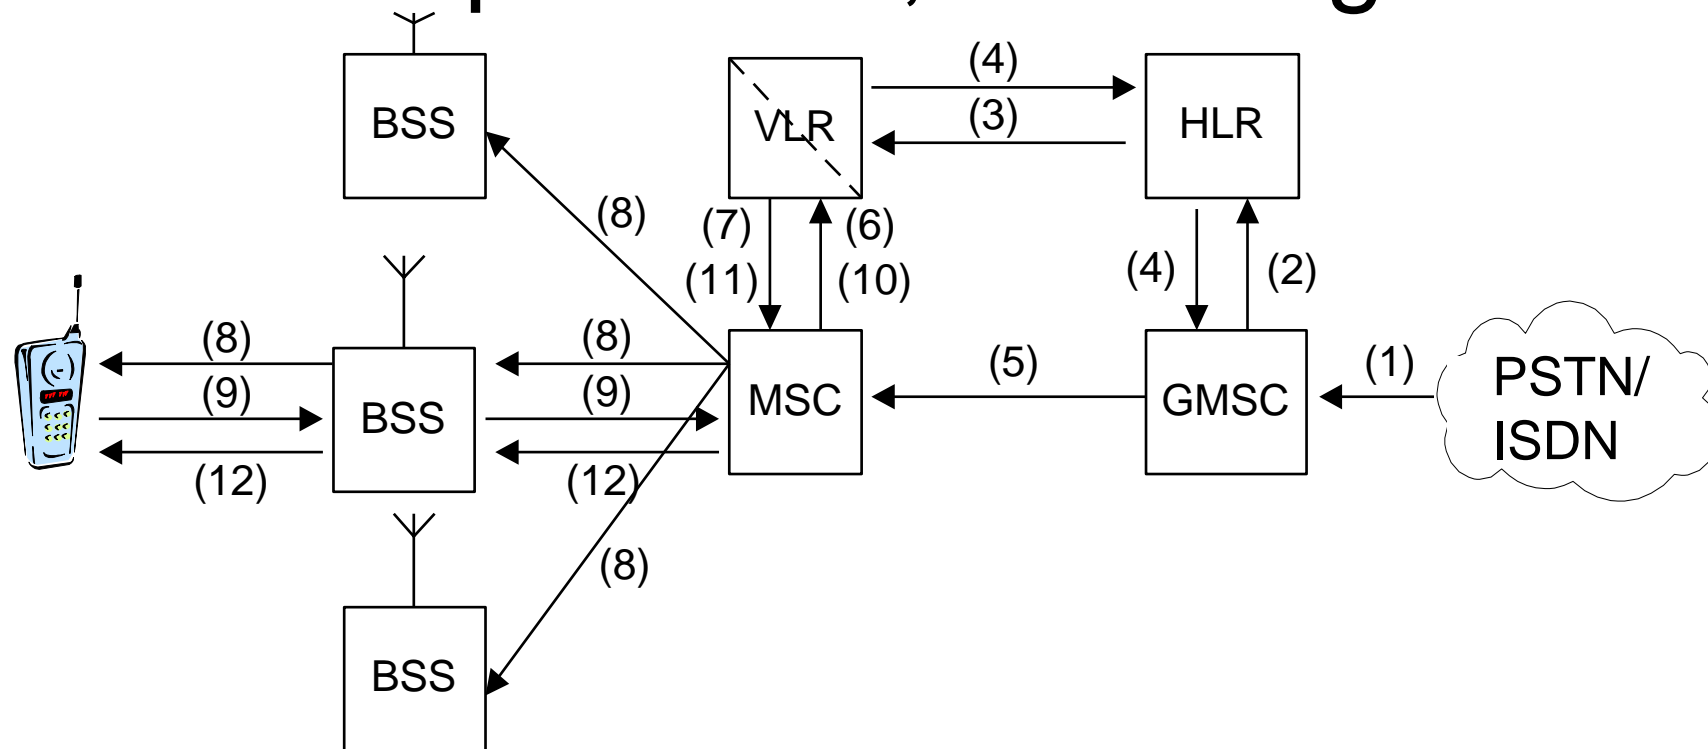 (4)
BSS
VLR
(3)
HLR
(8)
(7)
(6)
(11)
(10)
(4)
(2)
(8)
(8)
(5)
(1)
PSTN/
ISDN
(9)
(9)
BSS
MSC
GMSC
(12)
(12)
(8)
BSS